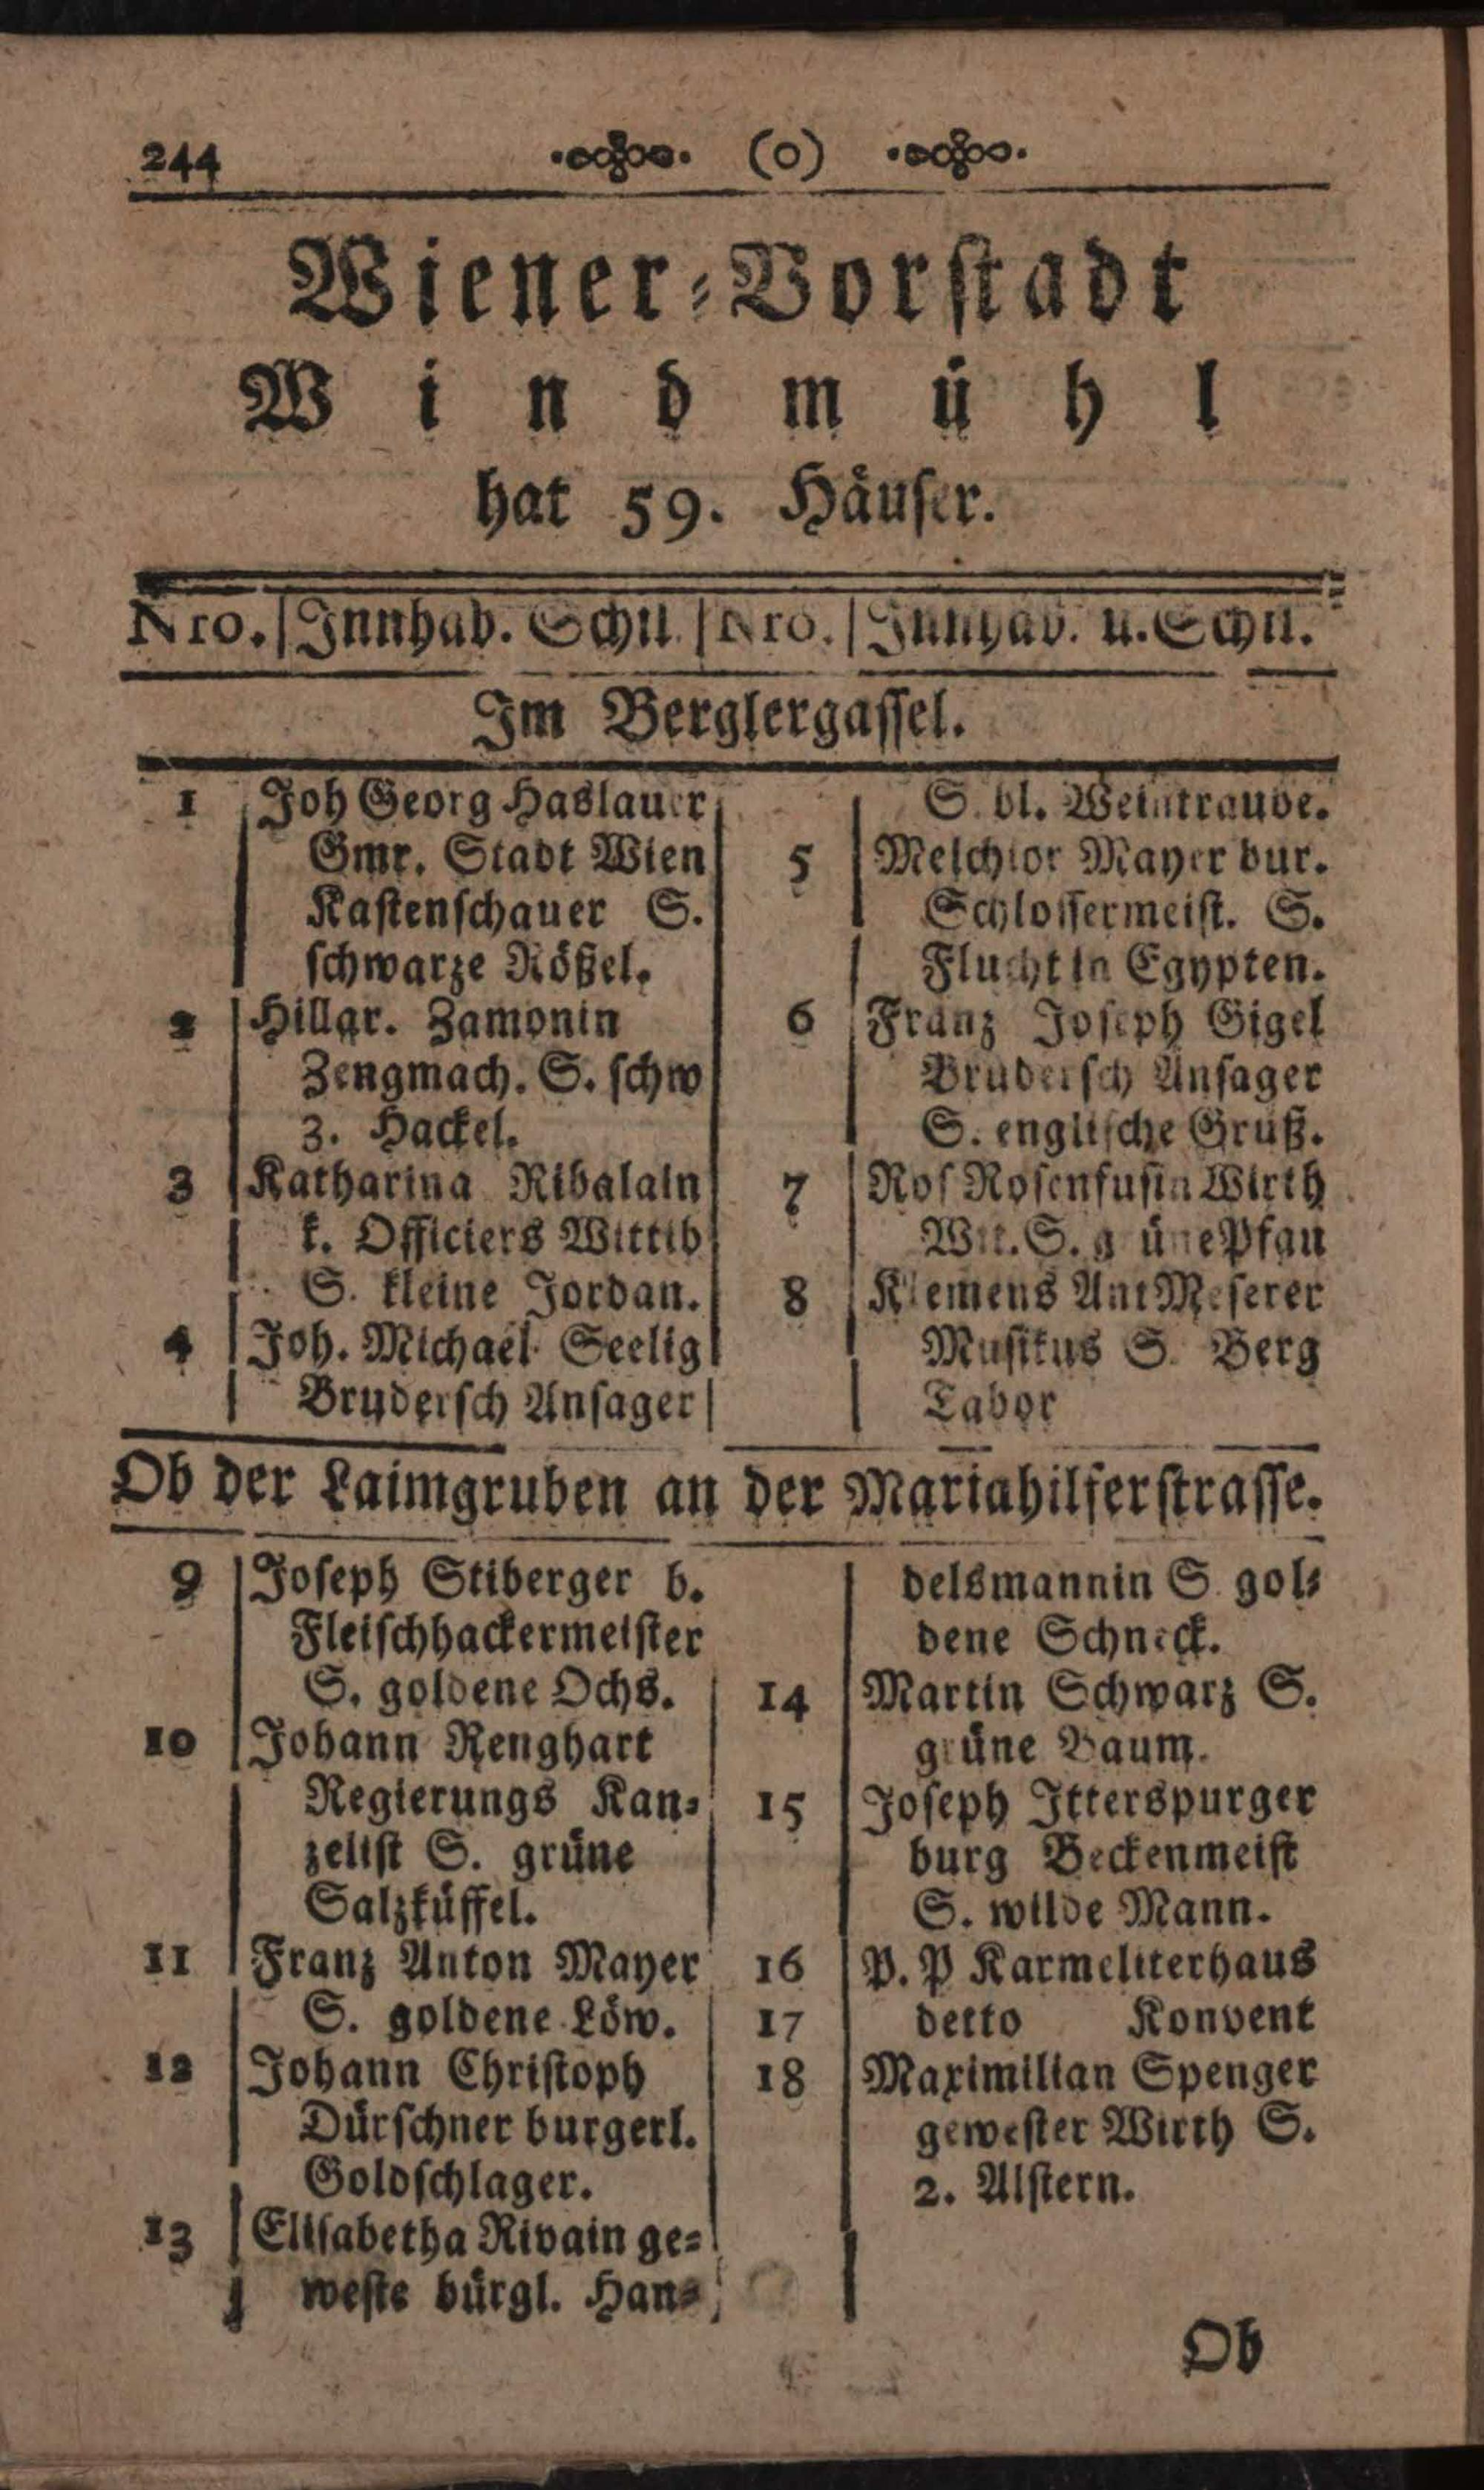 244 (o)
Wiener-Vorstadt
Windmühl
hat 59. Häuser.
Nro. Innhab. Schil. Nro. Innhab. u. Schil.
Im Berglergassel.
1 Joh Georg Haslauer
Gmr. Stadt Wien
Kastenschauer S.
schwarze Rößel.
2 Hillar. Zamonin
Zengmach. S. schw
3. Hackel.
3 Katharina Ribalain
k. Officiers Wittib
S. kleine Jordan.
4 Joh. Michael Seelig
Brudersch Ansager
S. bl. Weintraube.
5 Melchior Mayer bur.
Schlossermeist. S.
Flucht in Egypten.
6 Franz Joseph Gigel
Brudersch Ansager
S. englische Gruß.
7 Ros Rosenfusin Wirth
Wit. S. grüne Pfau
8 Klemens Ant Meserer
Musikus S. Berg
Tabor
Ob der Laimgruben an der Mariahilferstrasse.
9 Joseph Stiberger b.
Fleischhackermeister
S. goldene Ochs.
10 Johann Renghart
Regierungs Kan-
zelist S. grüne
Salzküffel.
11 Franz Anton Mayer
S. goldene Löw.
12 Johann Christoph
Dürschner burgerl.
Goldschlager.
13 Elisabetha Rivain ge-
weste bürgl. Han-
delsmannin S. gol-
dene Schneck.
14 Martin Schwarz S.
grüne Baum.
15 Joseph Itterspurger
burg Beckenmeist
S. wilde Mann.
16 P. P Karmeliterhaus
17 detto Konvent
18 Maximilian Spenger
gewester Wirth S.
2. Alstern.
Ob